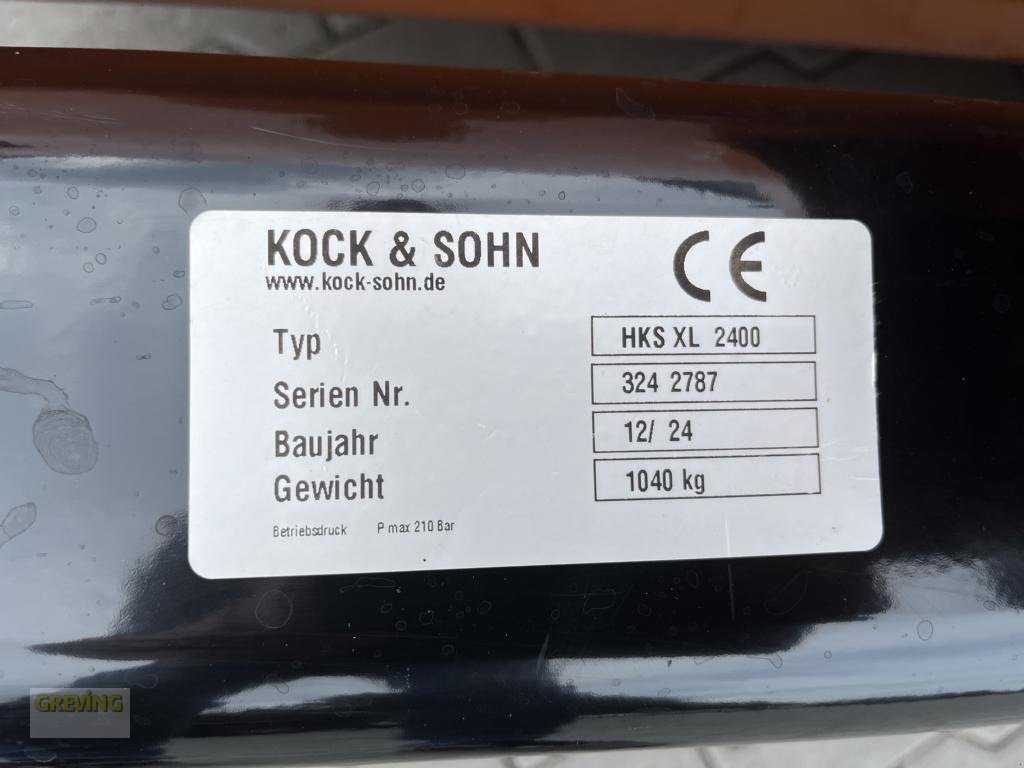 KOCK & SOHN
www.kock-sohn.de
CE
Typ HKS XL 2400
Serien Nr. 324 2787
Baujahr 12/ 24
Gewicht 1040 kg
Betriebsdruck P max 210 Bar
GREVING